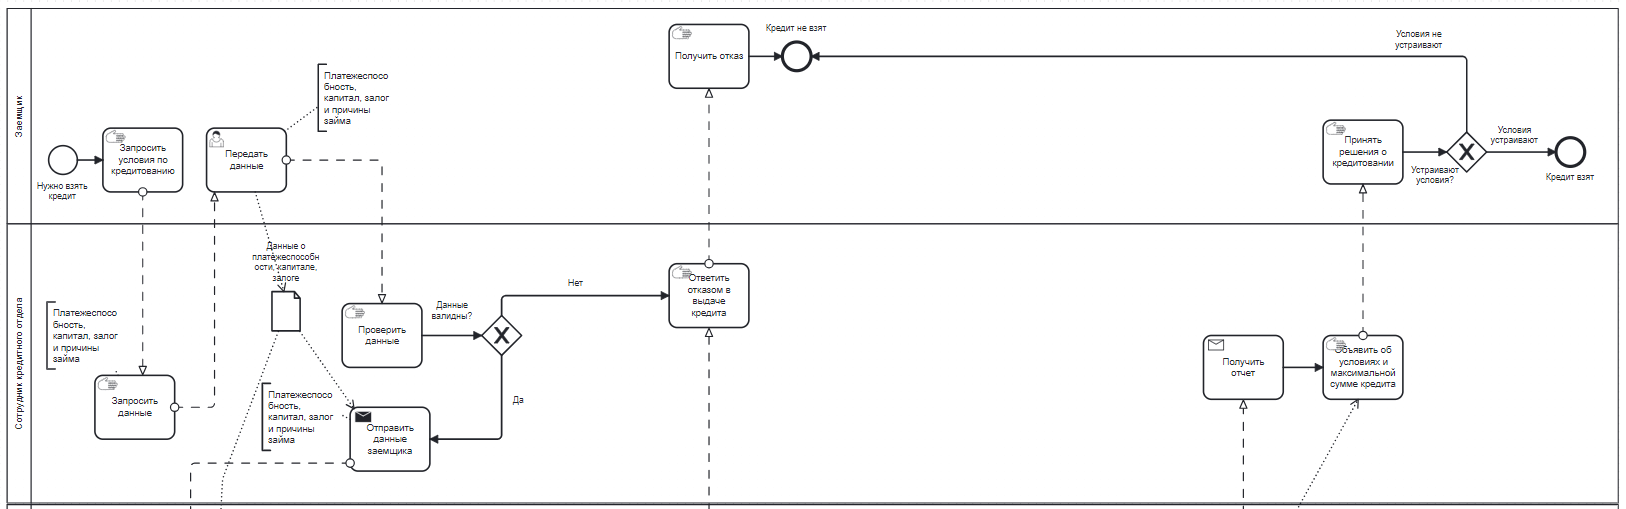 Заемщик
Нужно взять
кредит
Запросить
условия по
кредитованию
Передать
данные
Платежеспосо
бность,
капитал, залог
и причины
займа
Получить отказ
Кредит не взят
Условия не
устраивают
Принять
решения о
кредитовании
Устраивают
условия?
Условия
устраивают
Кредит взят
Сотрудник кредитного отдела
Платежеспосо
бность,
капитал, залог
и причины
займа
Запросить
данные
Данные о
платежеспособн
ости, капитале,
залоге
Проверить
данные
Данные
валидны?
Нет
Да
Платежеспосо
бность,
капитал, залог
и причины
займа
Отправить
данные
заемщика
Ответить
отказом в
выдаче
кредита
Получить
отчет
Объявить об
условиях и
максимальной
сумме кредита